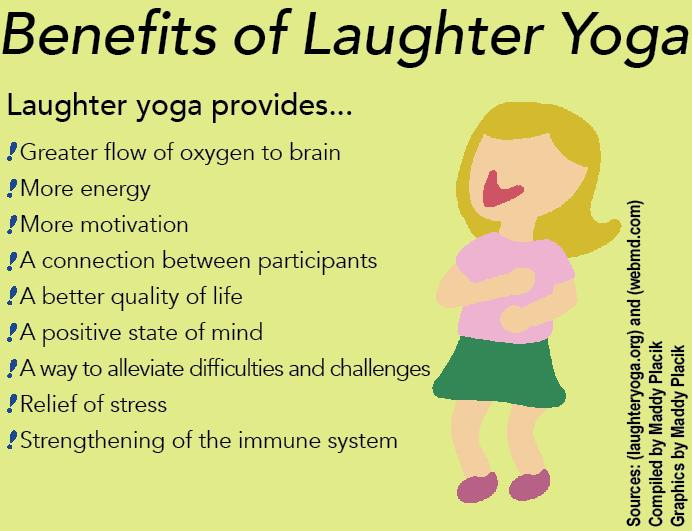 Benefits of Laughter Yoga
Laughter yoga provides...
! Greater flow of oxygen to brain
! More energy
! More motivation
! A connection between participants
! A better quality of life
! A positive state of mind
! A way to alleviate difficulties and challenges
! Relief of stress
! Strengthening of the immune system
Sources: (laughteryoga.org) and (webmd.com)
Compiled by Maddy Placik
Graphics by Maddy Placik